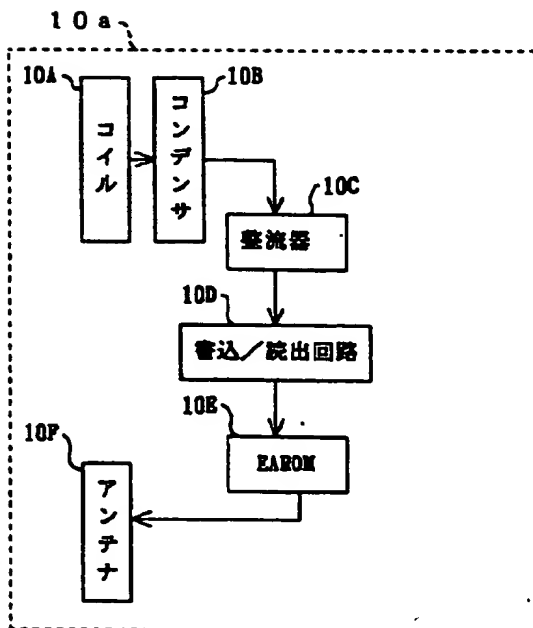 10a
10A
10B
コイル
コンデンサ
10C
整流器
10D
書込／読出回路
10E
EAROM
10F
アンテナ